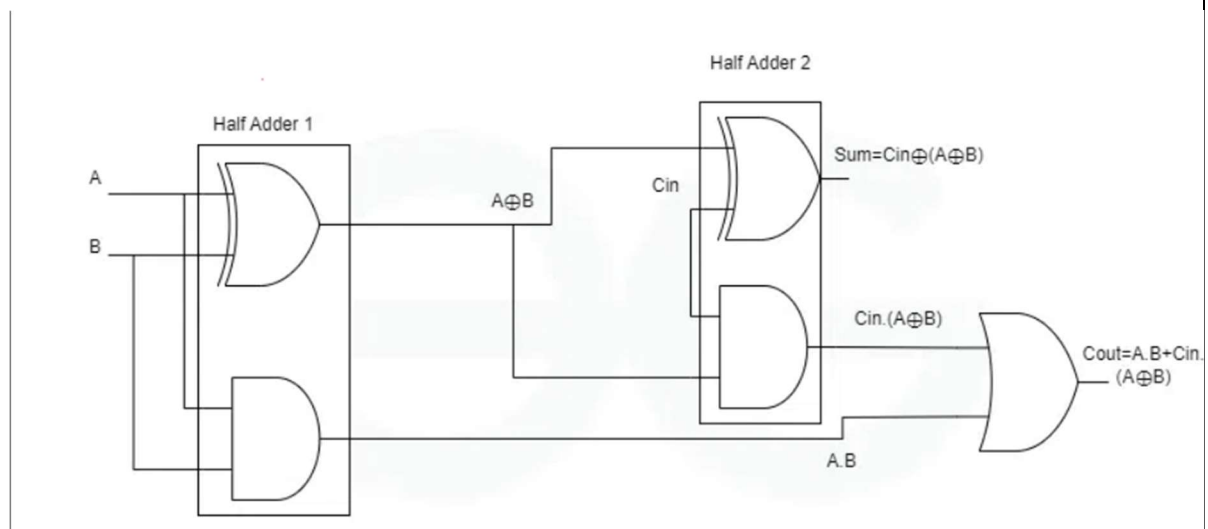 Half Adder 2
Half Adder 1
Sum=Cin⊕(A⊕B)
A
Cin
A⊕B
B
Cin.(A⊕B)
Cout=A.B+Cin.
(A⊕B)
A.B